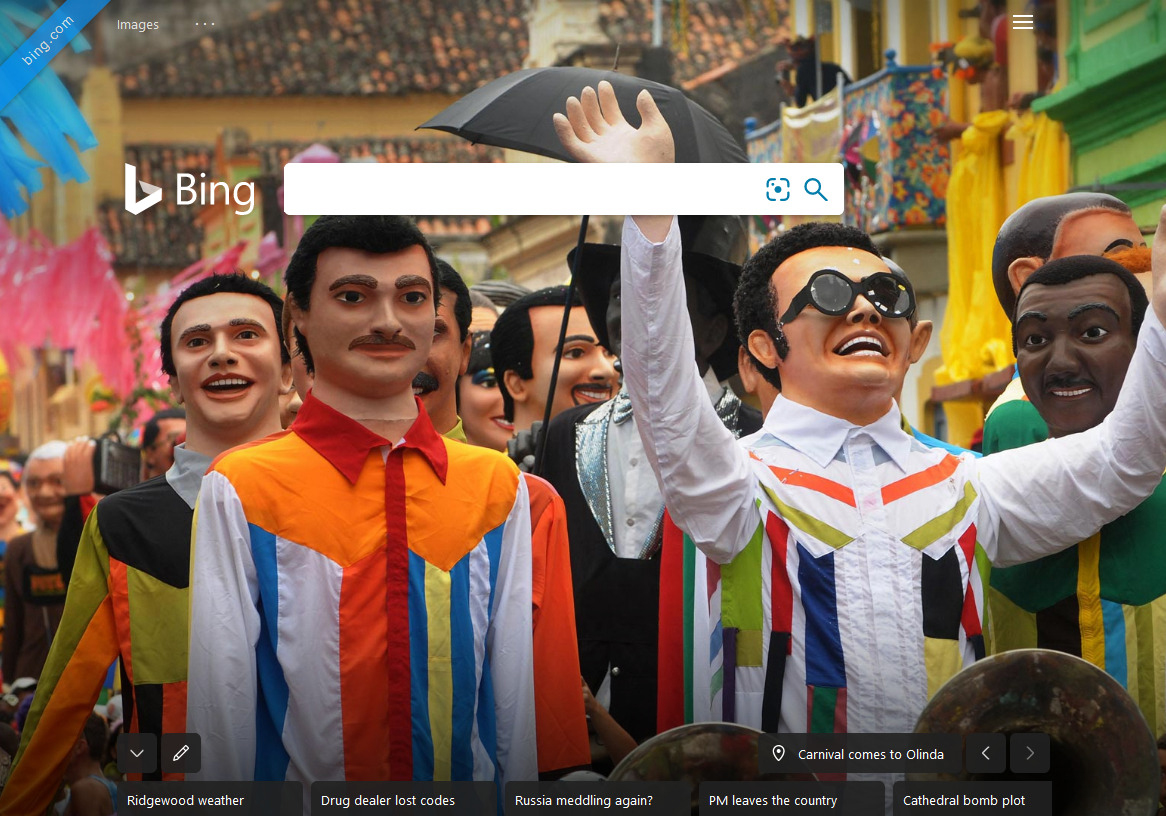 bing.com
Images
Bing
Carnival comes to Olinda
Ridgewood weather
Drug dealer lost codes
Russia meddling again?
PM leaves the country
Cathedral bomb plot